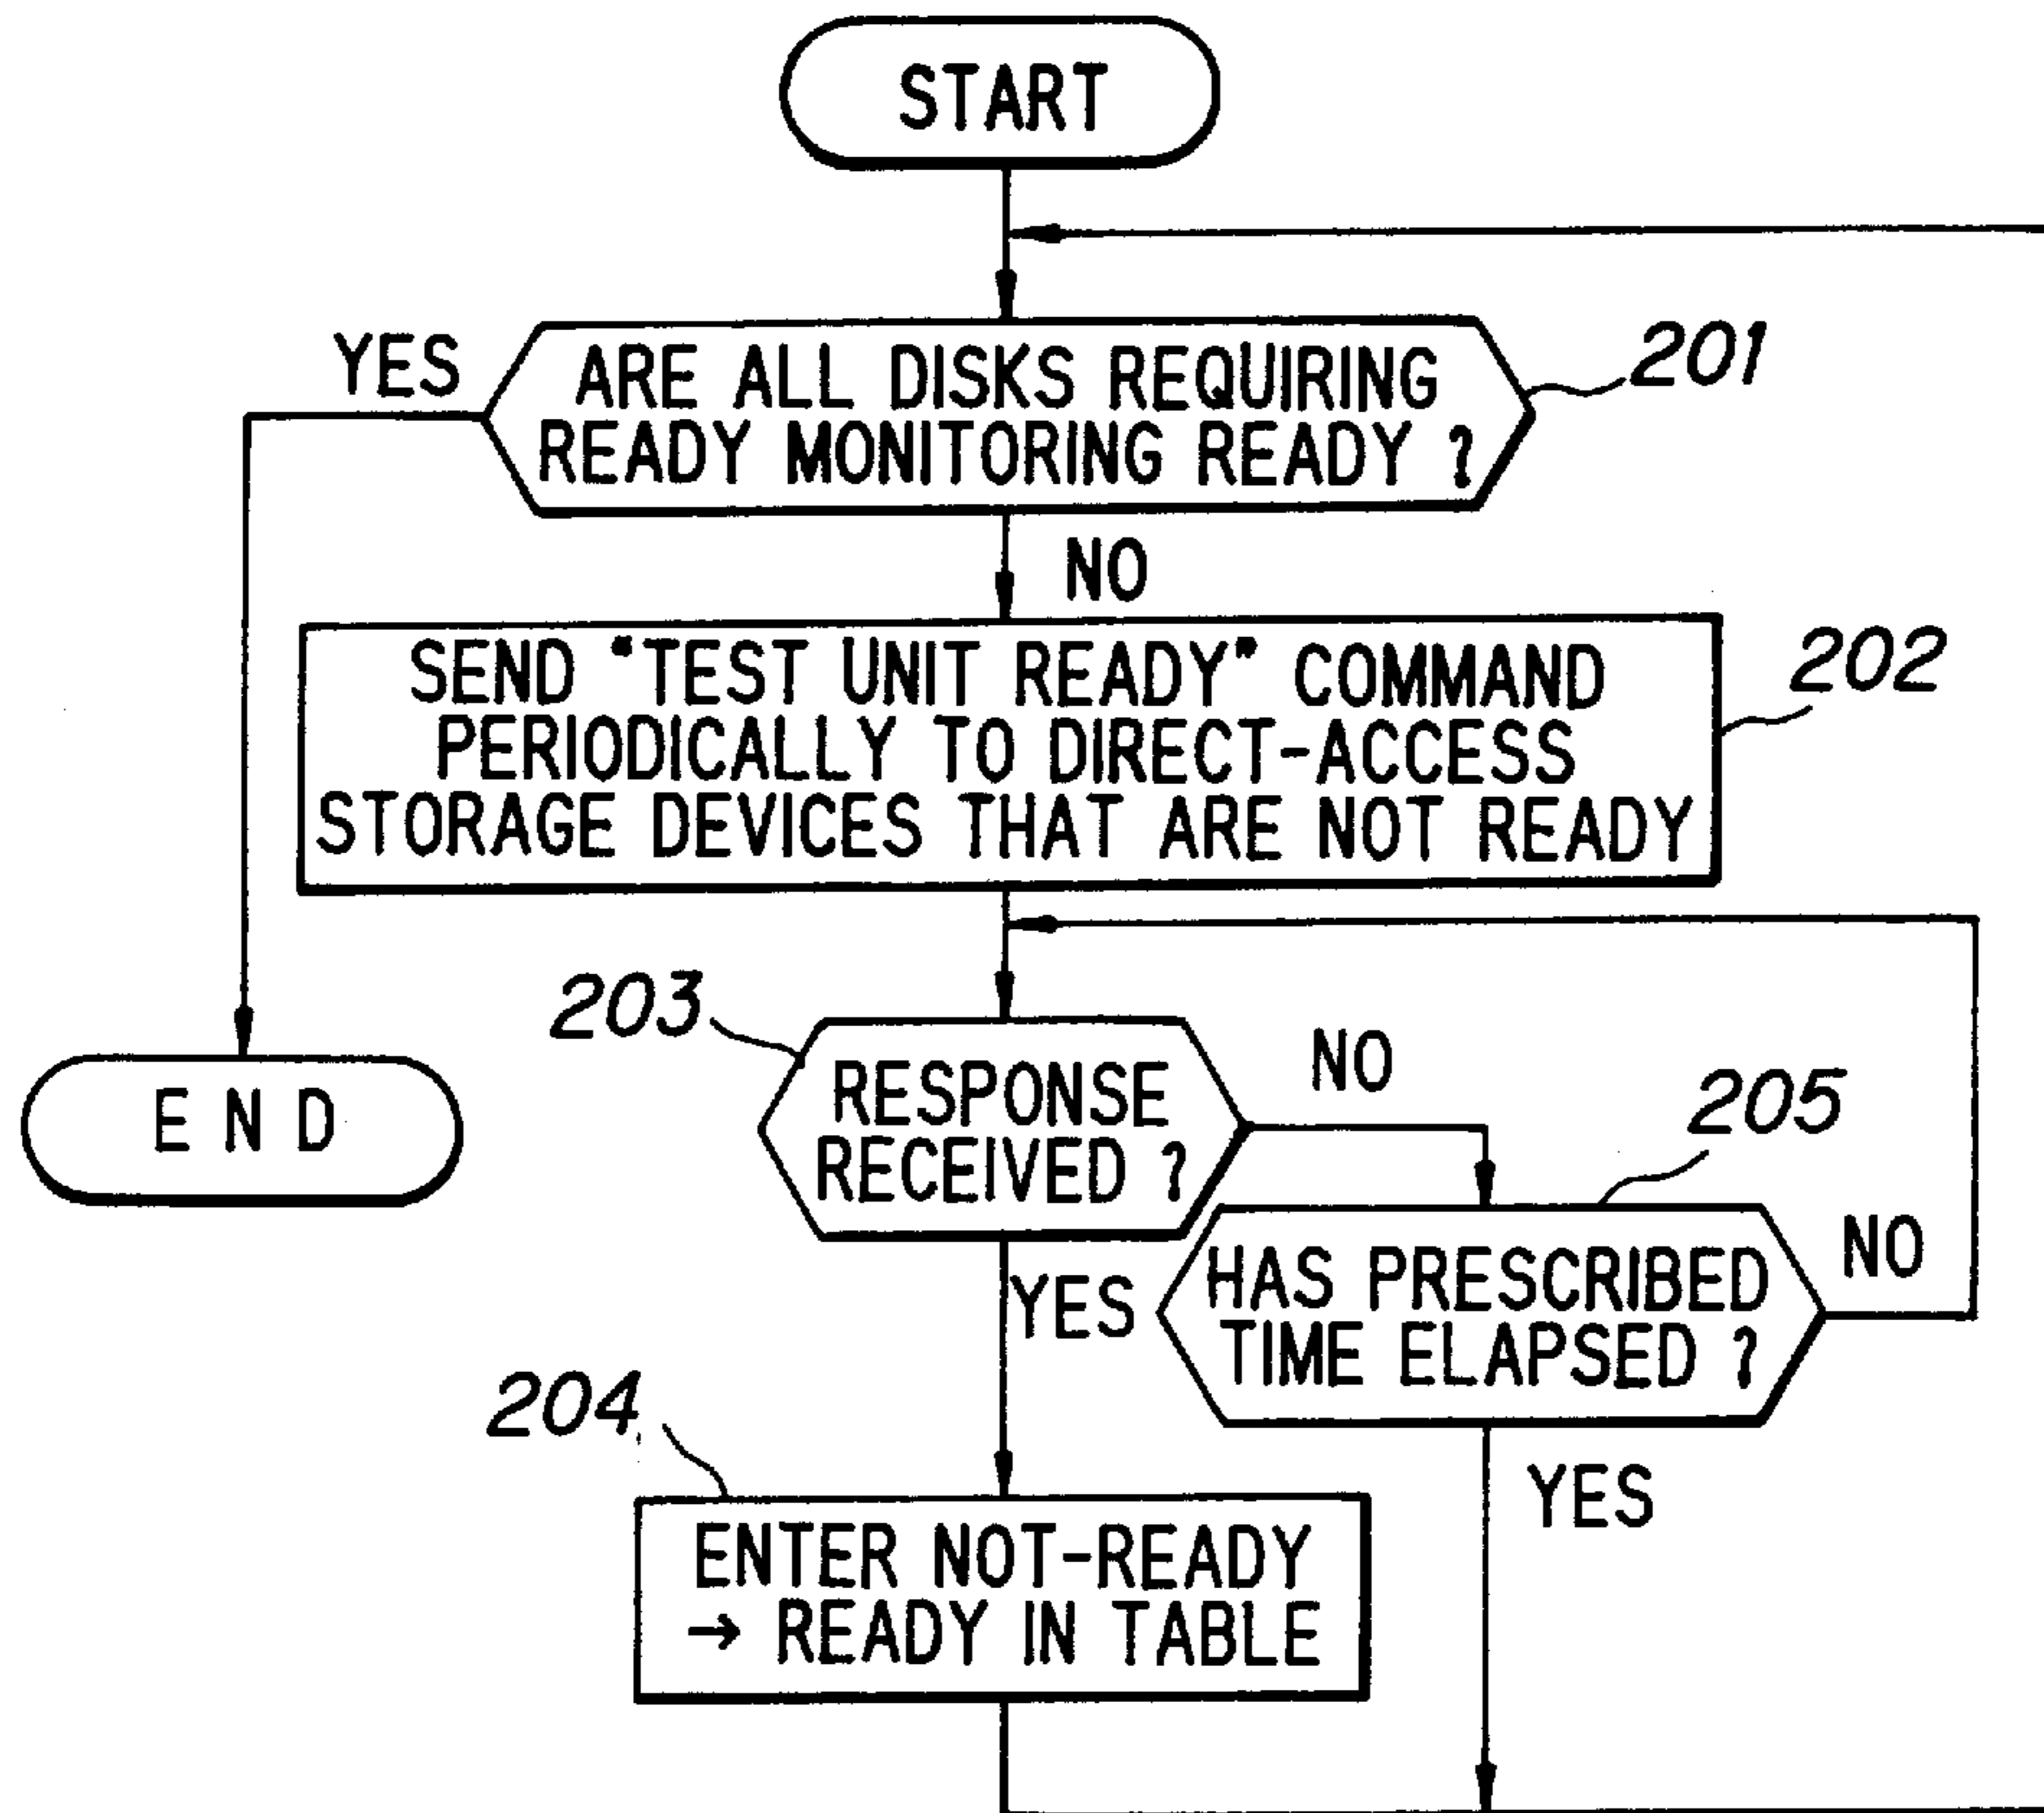 START
YES
ARE ALL DISKS REQUIRING
READY MONITORING READY ?
201
NO
SEND "TEST UNIT READY" COMMAND
PERIODICALLY TO DIRECT-ACCESS
STORAGE DEVICES THAT ARE NOT READY
202
203
RESPONSE
RECEIVED ?
NO
205
END
YES
HAS PRESCRIBED
TIME ELAPSED ?
NO
204
YES
ENTER NOT-READY
→ READY IN TABLE